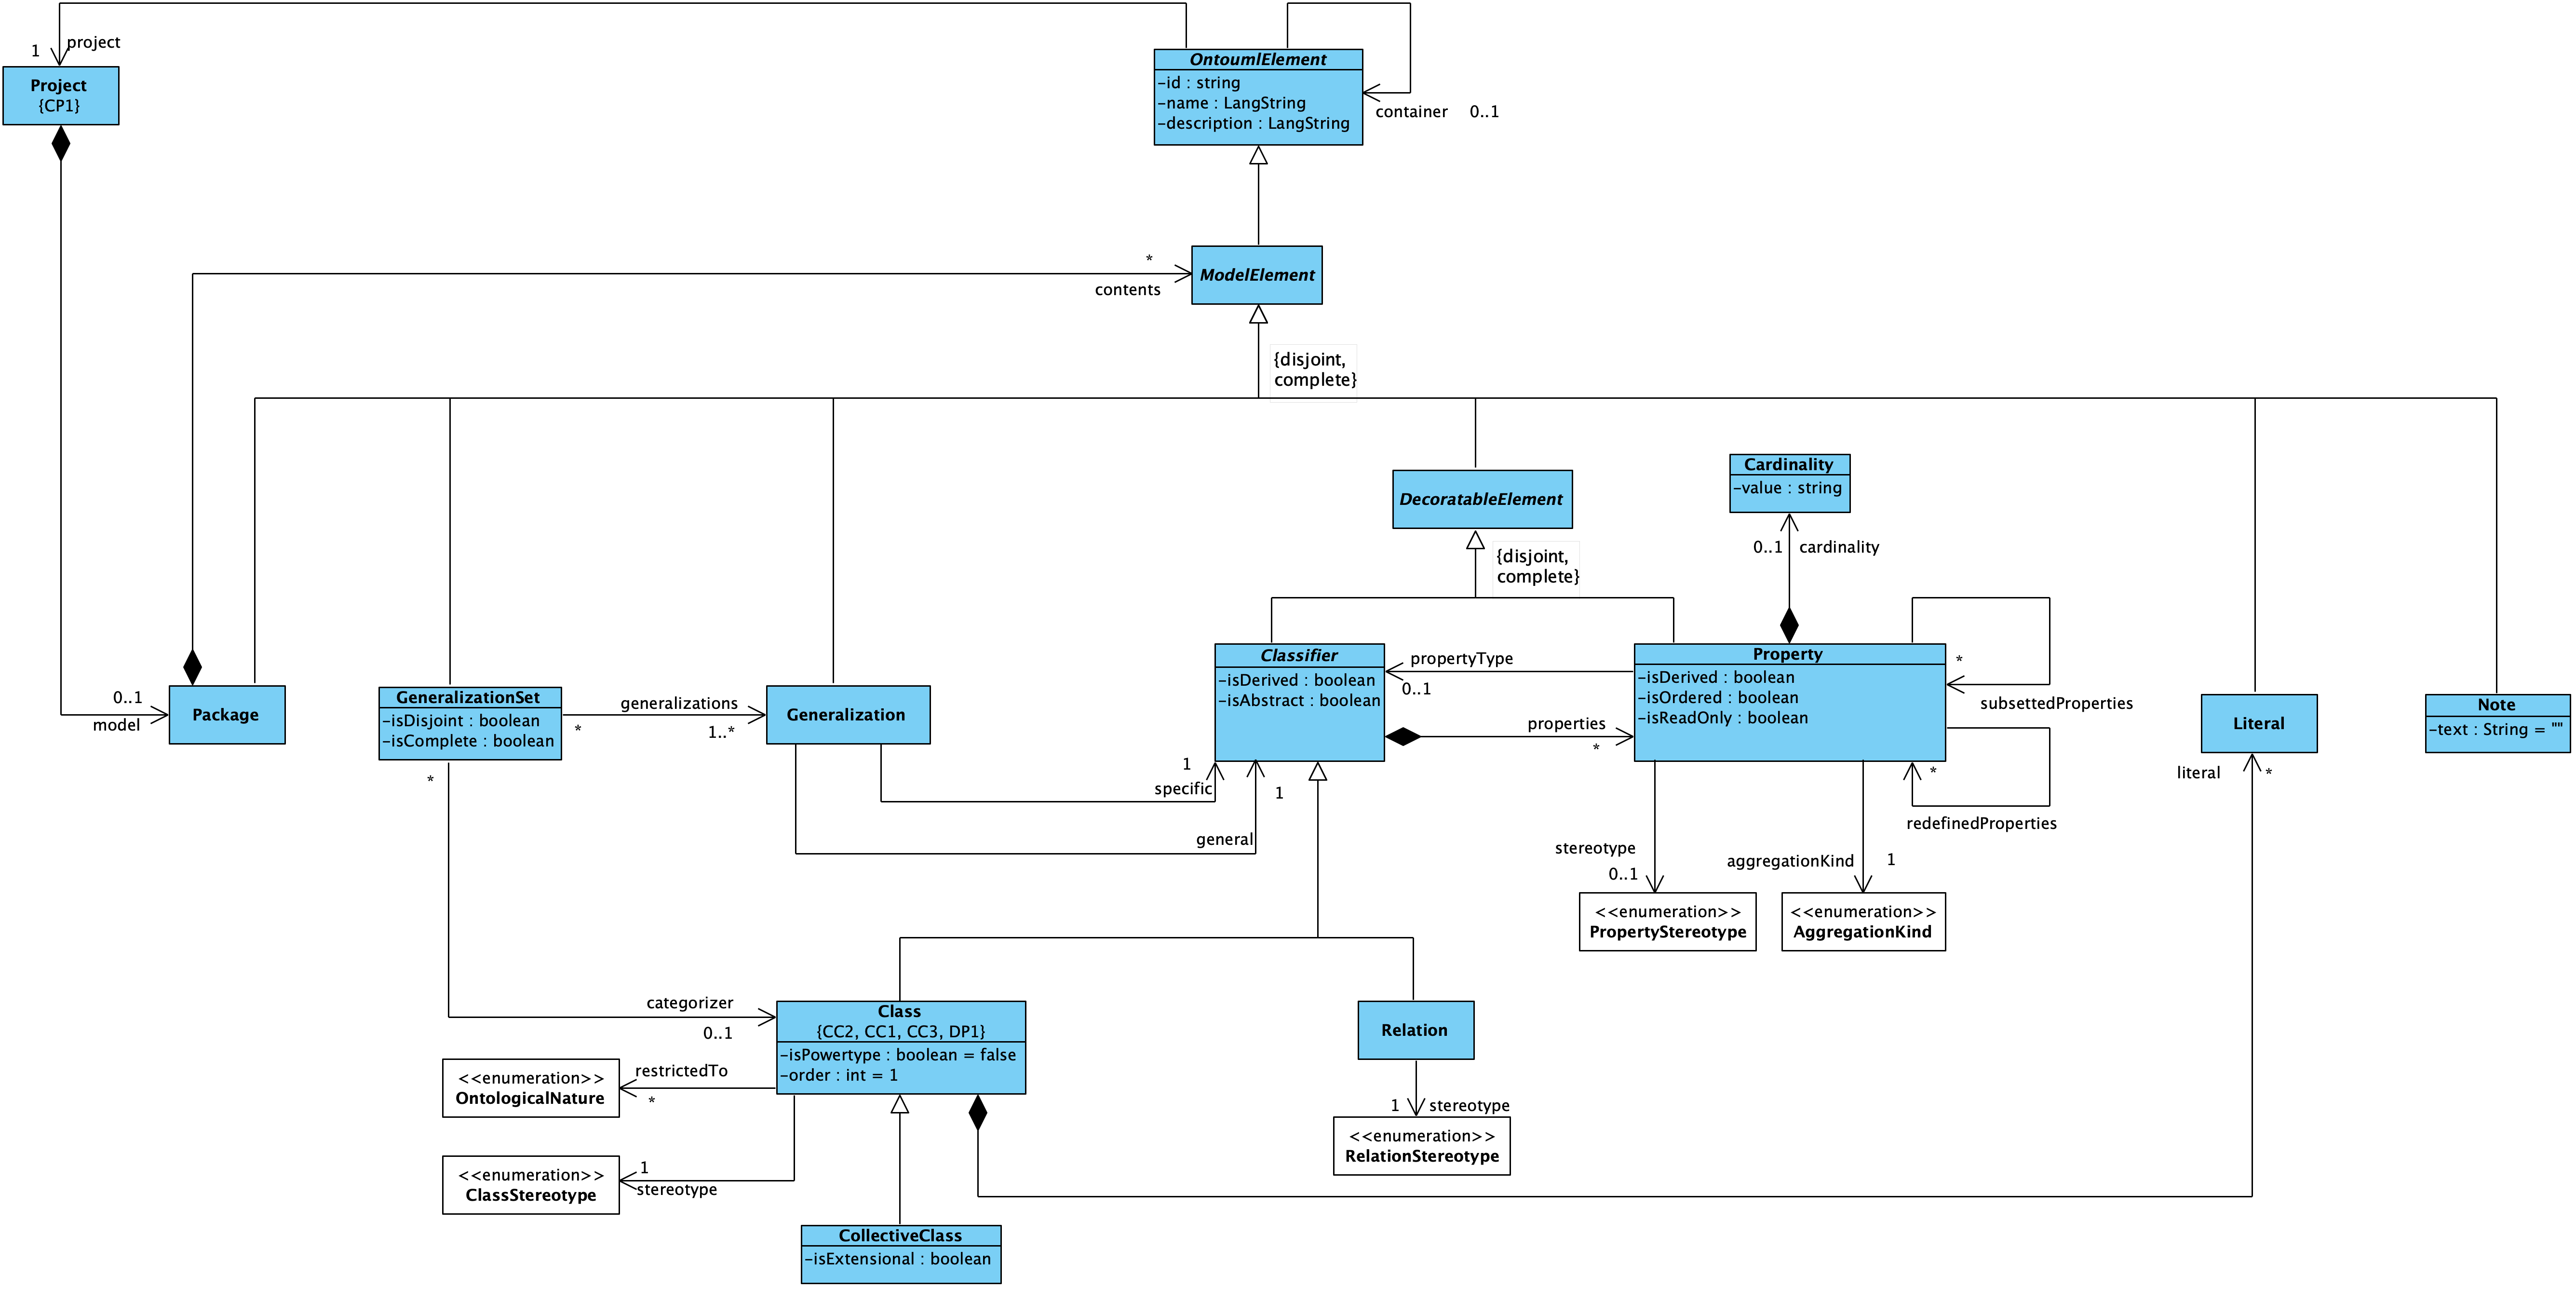 1
project
Project
{CP1}
OntoumlElement
-id : string
-name : LangString
-description : LangString
container
0..1
ModelElement
*
contents
{disjoint,
complete}
DecoratableElement
{disjoint,
complete}
Cardinality
-value : string
0..1
cardinality
0..1
model
Package
GeneralizationSet
-isDisjoint : boolean
-isComplete : boolean
generalizations
*
1..*
Generalization
Classifier
-isDerived : boolean
-isAbstract : boolean
propertyType
0..1
properties
*
Property
-isDerived : boolean
-isOrdered : boolean
-isReadOnly : boolean
*
subsettedProperties
*
redefinedProperties
Literal
literal
*
Note
-text : String = ""
1
specific
1
general
stereotype
0..1
aggregationKind
1
<<enumeration>>
PropertyStereotype
<<enumeration>>
AggregationKind
*
categorizer
0..1
Class
{CC2, CC1, CC3, DP1}
-isPowertype : boolean = false
-order : int = 1
Relation
restrictedTo
*
<<enumeration>>
OntologicalNature
1
stereotype
<<enumeration>>
ClassStereotype
1
stereotype
<<enumeration>>
RelationStereotype
CollectiveClass
-isExtensional : boolean